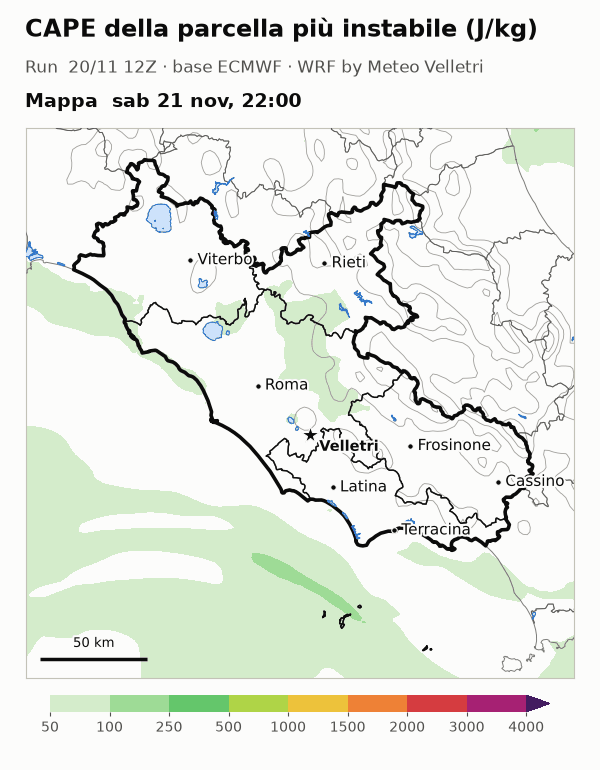 CAPE della parcella più instabile (J/kg)
Run  20/11 12Z · base ECMWF · WRF by Meteo Velletri
Mappa  sab 21 nov, 22:00
Viterbo
Rieti
Roma
Velletri
Frosinone
Latina
Cassino
Terracina
50 km
50 100 250 500 1000 1500 2000 3000 4000